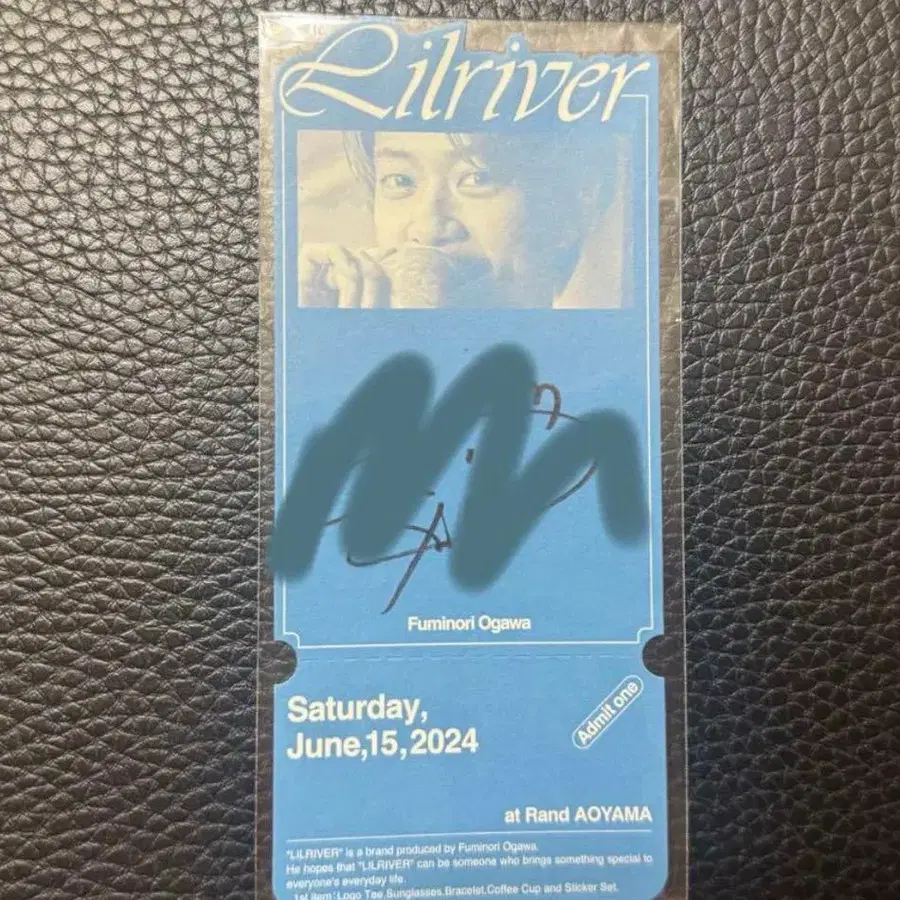 Lilriver
Fuminori Ogawa
Saturday,
June,15,2024
Admit one
at Rand AOYAMA
"LILRIVER" is a brand produced by Fuminori Ogawa.
He hopes that "LILRIVER" can be someone who brings something special to
everyone's everyday life.
1st item : Logo Tee,Sunglasses,Bracelet,Coffee Cup and Sticker Set.